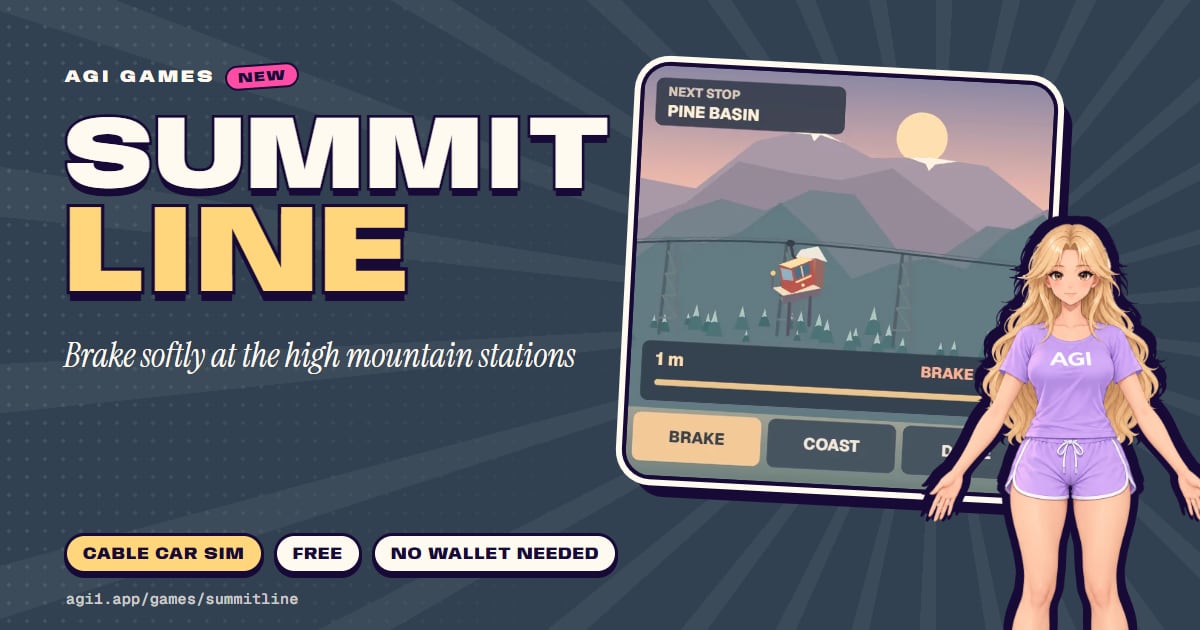 AGI GAMES NEW
SUMMIT
LINE
Brake softly at the high mountain stations
CABLE CAR SIM FREE NO WALLET NEEDED
agi1.app/games/summitline
NEXT STOP
PINE BASIN
1 m BRAKE
BRAKE COAST
AGI